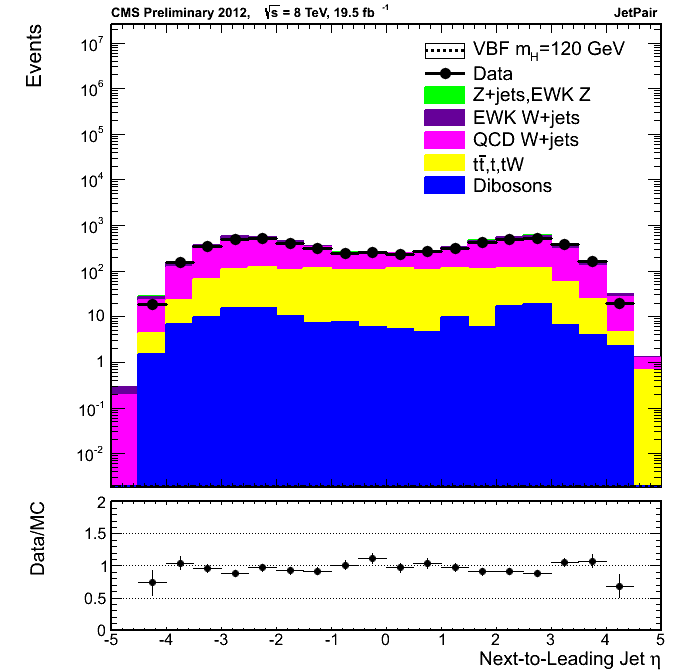 CMS Preliminary 2012, √s = 8 TeV, 19.5 fb⁻¹ JetPair
Events
10⁷
10⁶
10⁵
10⁴
10³
10²
10
1
10⁻¹
10⁻²
VBF m_H=120 GeV
Data
Z+jets,EWK Z
EWK W+jets
QCD W+jets
tt̄,t,tW
Dibosons
Data/MC
2
1.5
1
0.5
0
-5 -4 -3 -2 -1 0 1 2 3 4 5
Next-to-Leading Jet η